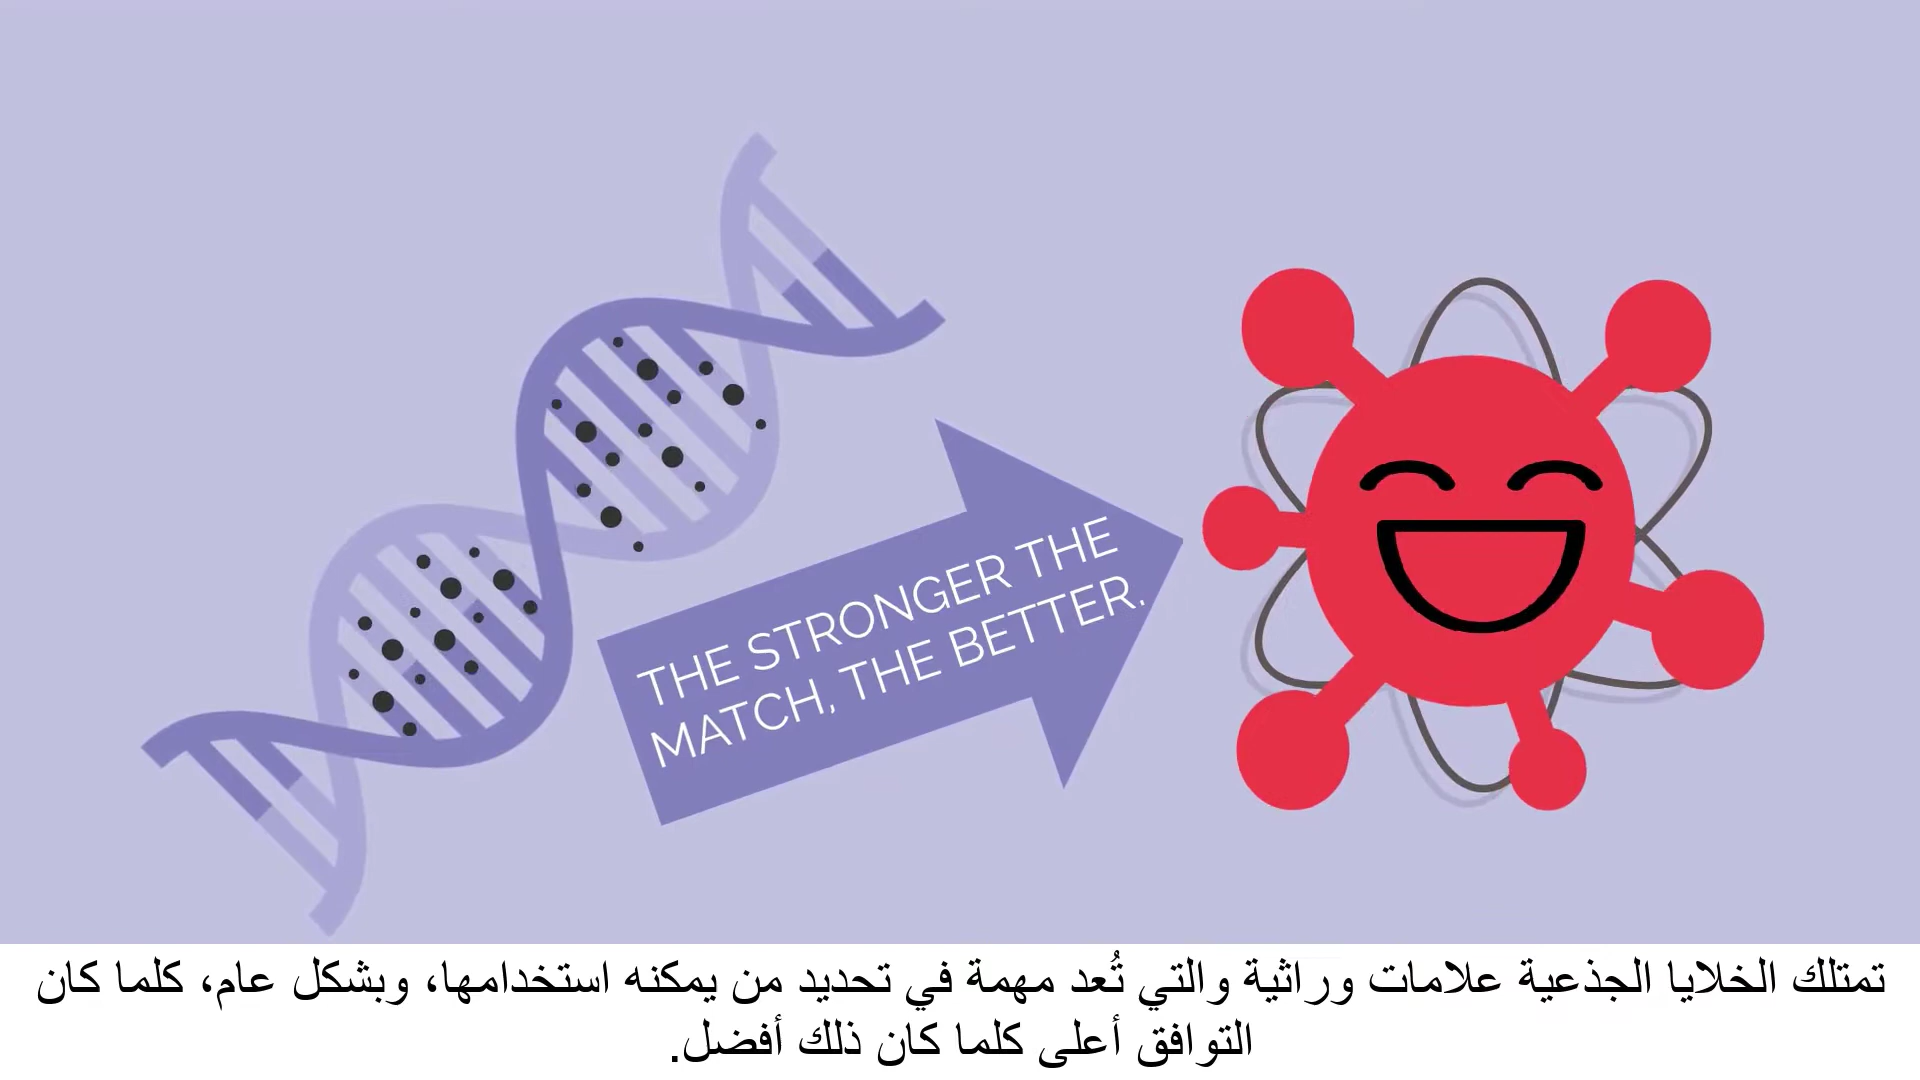 THE STRONGER THE
MATCH, THE BETTER.
تمتلك الخلايا الجذعية علامات وراثية والتي تُعد مهمة في تحديد من يمكنه استخدامها، وبشكل عام، كلما كان
التوافق أعلى كلما كان ذلك أفضل.